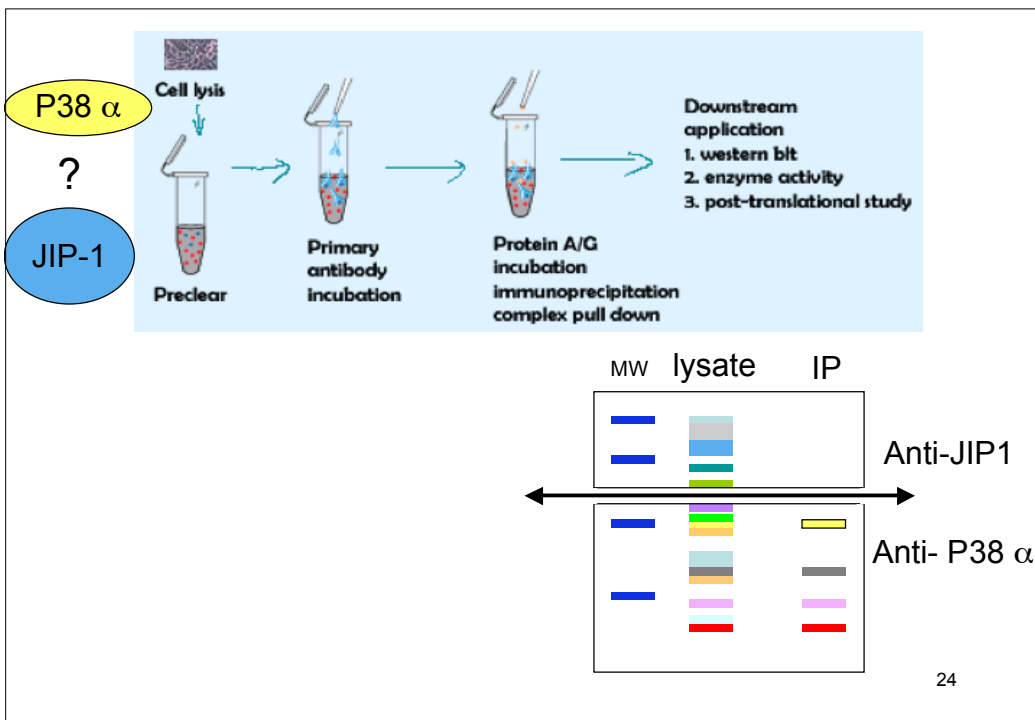 P38 α
?
JIP-1
Cell lysis
Preclear
Primary
antibody
incubation
Protein A/G
incubation
immunoprecipitation
complex pull down
Downstream
application
1. western blt
2. enzyme activity
3. post-translational study
MW lysate IP
Anti-JIP1
Anti- P38 α
24